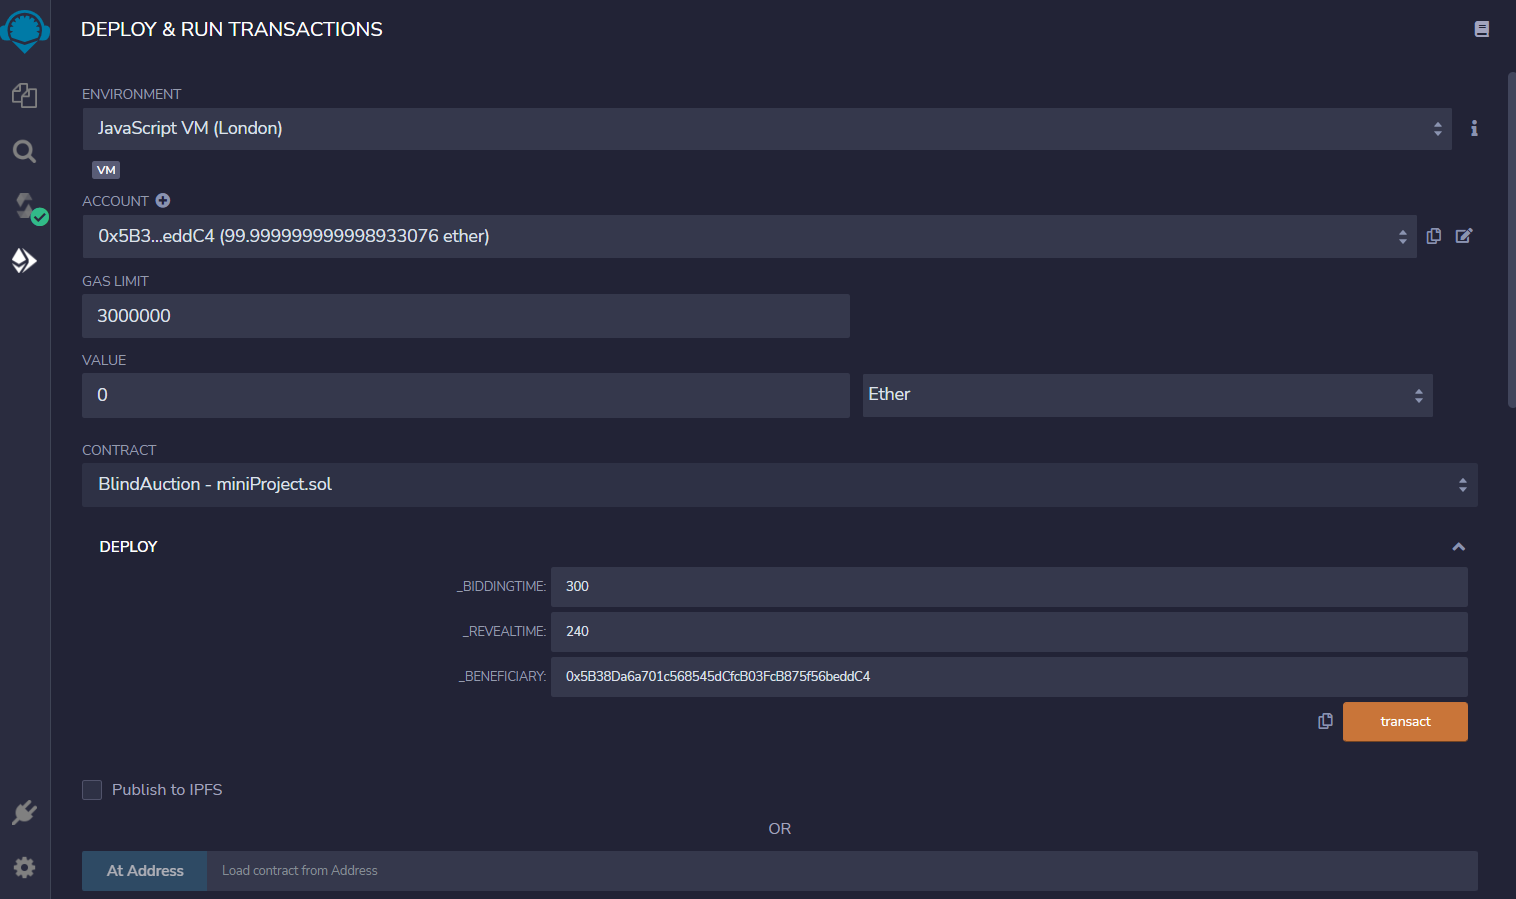 DEPLOY & RUN TRANSACTIONS
ENVIRONMENT
JavaScript VM (London)
VM
ACCOUNT
0x5B3...eddC4 (99.999999999998933076 ether)
GAS LIMIT
3000000
VALUE
0 Ether
CONTRACT
BlindAuction - miniProject.sol
DEPLOY
_BIDDINGTIME: 300
_REVEALTIME: 240
_BENEFICIARY: 0x5B38Da6a701c568545dCfcB03FcB875f56beddC4
transact
Publish to IPFS
OR
At Address Load contract from Address